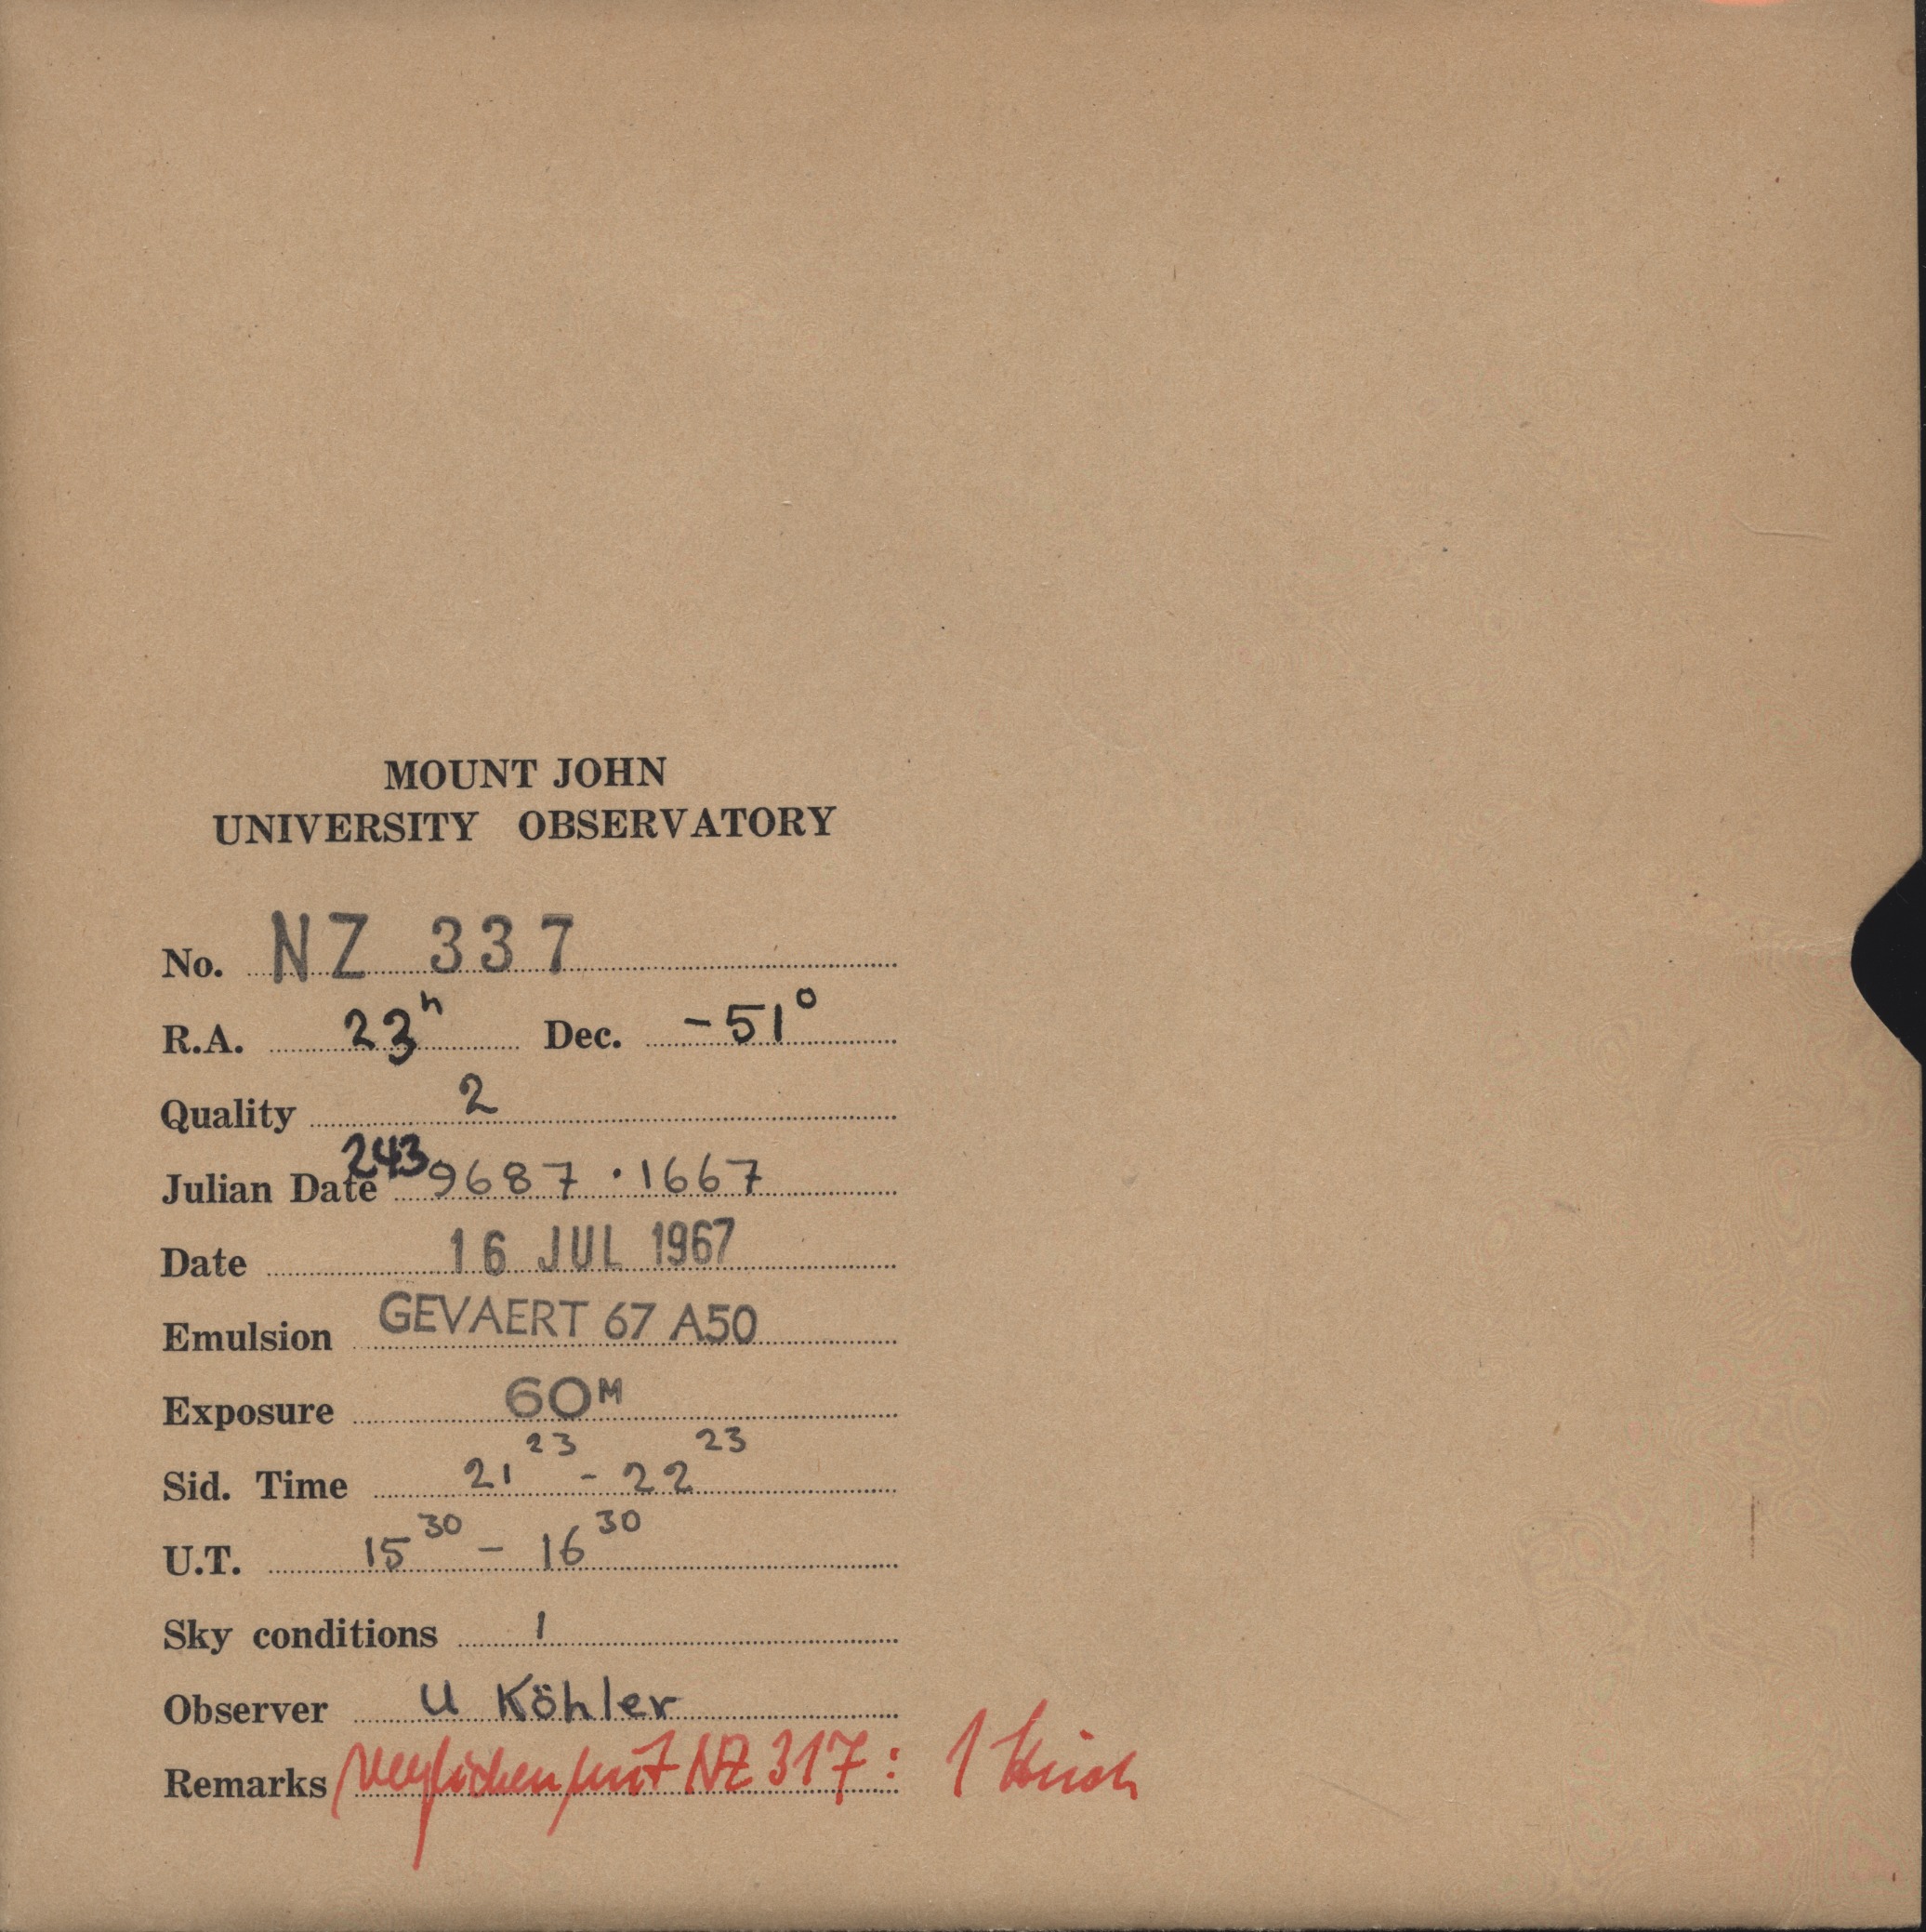 MOUNT JOHN
UNIVERSITY OBSERVATORY
No. NZ 337
R.A. 23h Dec. -51°
Quality 2
Julian Date 2439687.1667
Date 16 JUL 1967
Emulsion GEVAERT 67 A50
Exposure 60M
Sid. Time 21 23 - 22 23
U.T. 15 30 - 16 30
Sky conditions 1
Observer U Köhler
Remarks verglichen mit NZ 317: 1